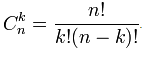 C_n^k = \frac{n!}{k!(n-k)!}.